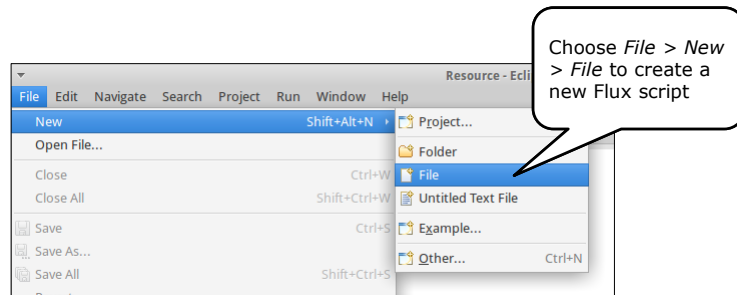 Choose File > New
> File to create a
new Flux script
Resource - Ecli
File Edit Navigate Search Project Run Window Help
New Shift+Alt+N
Project...
Open File...
Folder
Close Ctrl+W
File
Close All Shift+Ctrl+W
Untitled Text File
Save Ctrl+S
Example...
Save As...
Other... Ctrl+N
Save All Shift+Ctrl+S